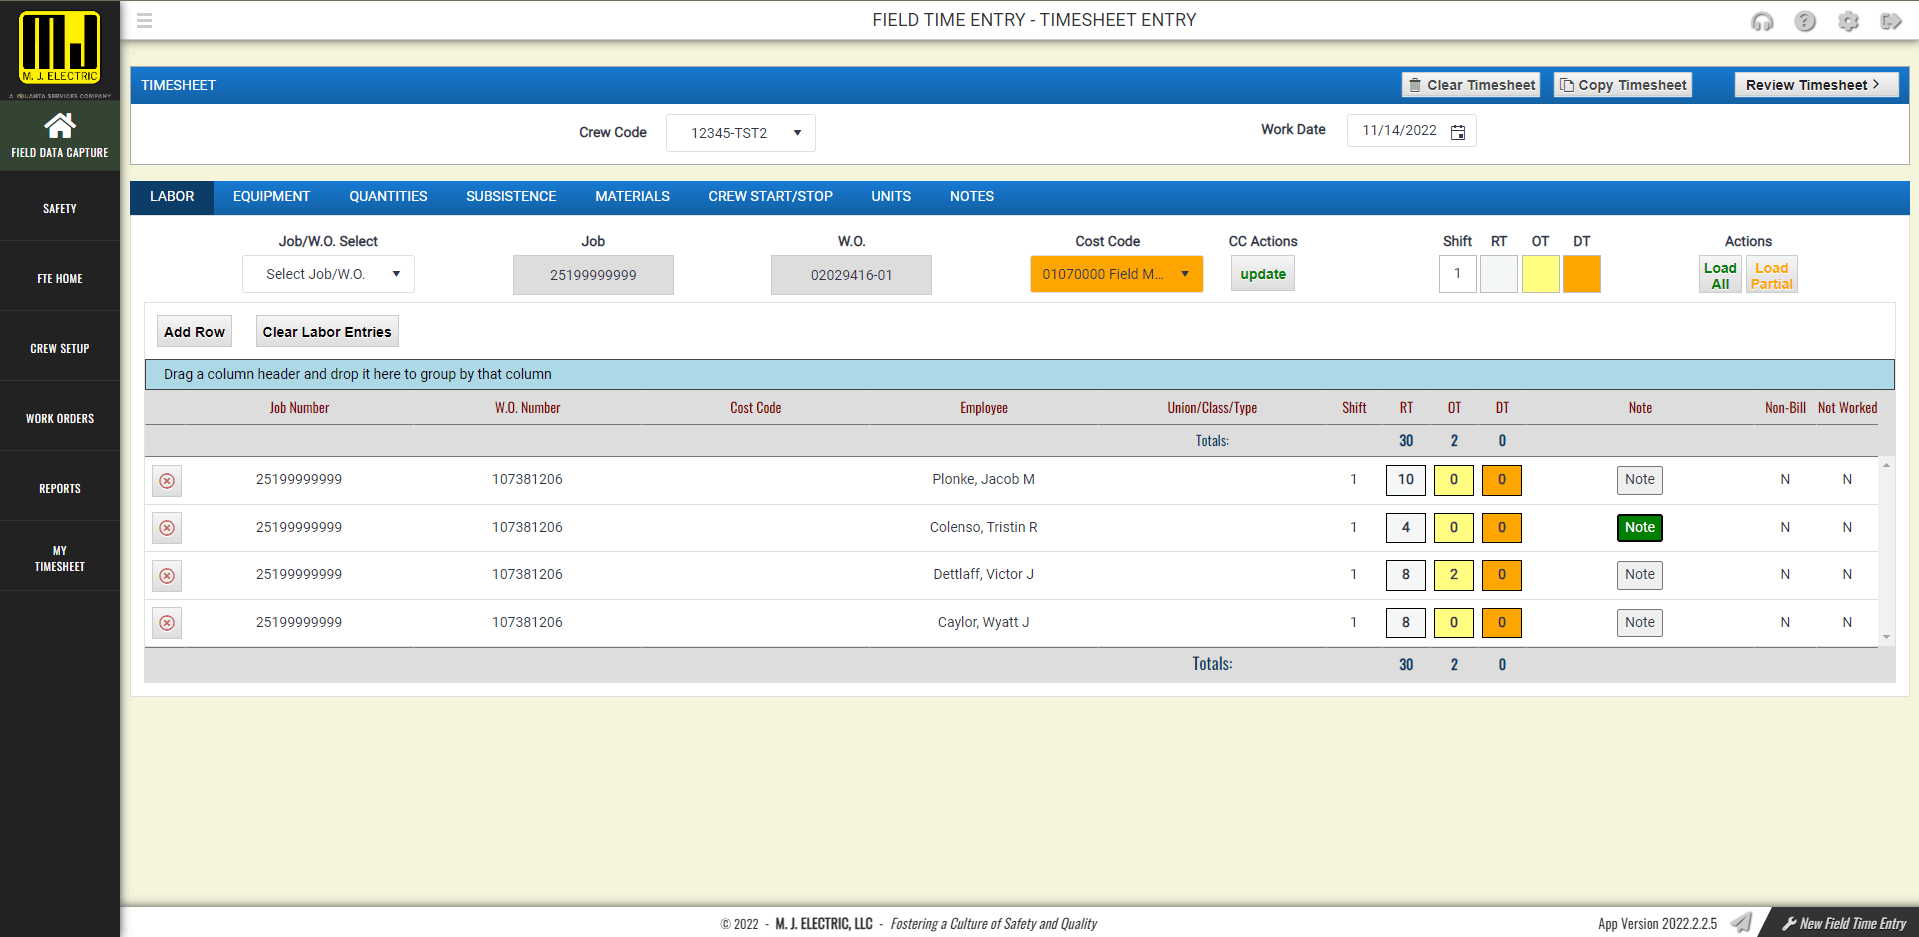 M. J. ELECTRIC
A QUANTA SERVICES COMPANY
FIELD TIME ENTRY - TIMESHEET ENTRY
FIELD DATA CAPTURE
SAFETY
FTE HOME
CREW SETUP
WORK ORDERS
REPORTS
MY
TIMESHEET
TIMESHEET Clear Timesheet Copy Timesheet Review Timesheet >
Crew Code 12345-TST2 Work Date 11/14/2022
LABOR EQUIPMENT QUANTITIES SUBSISTENCE MATERIALS CREW START/STOP UNITS NOTES
Job/W.O. Select Job W.O. Cost Code CC Actions Shift RT OT DT Actions
Select Job/W.O. 25199999999 02029416-01 01070000 Field M... update 1 Load All Load Partial
Add Row Clear Labor Entries
Drag a column header and drop it here to group by that column
Job Number W.O. Number Cost Code Employee Union/Class/Type Shift RT OT DT Note Non-Bill Not Worked
Totals: 30 2 0
25199999999 107381206 Plonke, Jacob M 1 10 0 0 Note N N
25199999999 107381206 Colenso, Tristin R 1 4 0 0 Note N N
25199999999 107381206 Dettlaff, Victor J 1 8 2 0 Note N N
25199999999 107381206 Caylor, Wyatt J 1 8 0 0 Note N N
Totals: 30 2 0
© 2022 - M. J. ELECTRIC, LLC - Fostering a Culture of Safety and Quality App Version 2022.2.2.5 New Field Time Entry